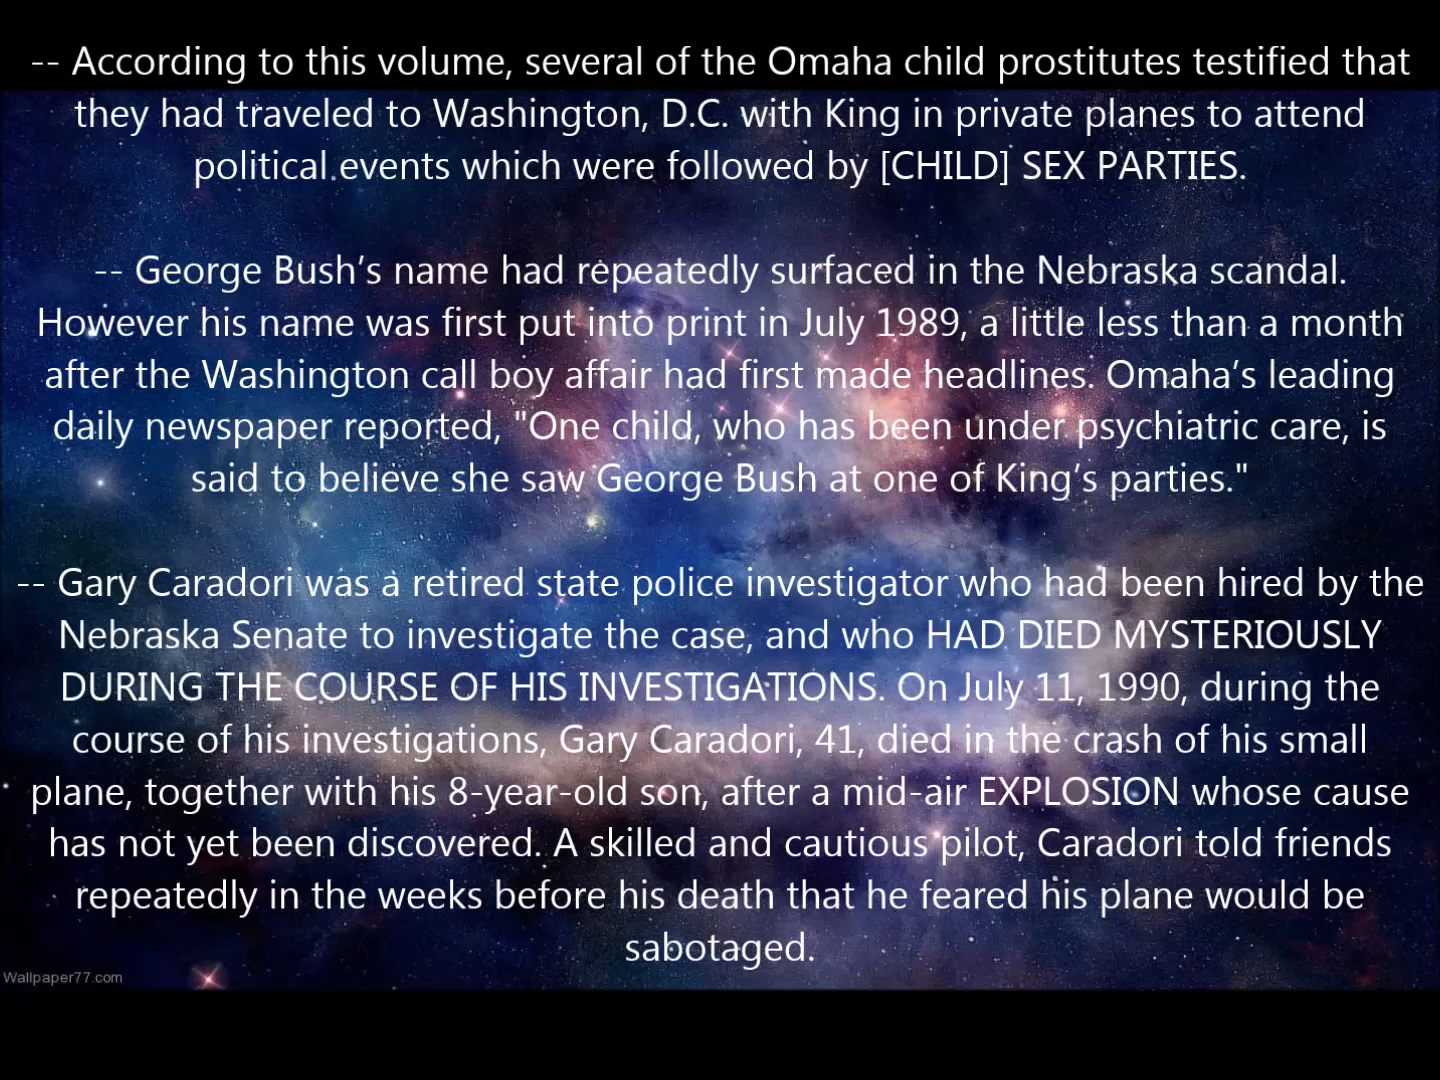 -- According to this volume, several of the Omaha child prostitutes testified that
they had traveled to Washington, D.C. with King in private planes to attend
political events which were followed by [CHILD] SEX PARTIES.
-- George Bush’s name had repeatedly surfaced in the Nebraska scandal.
However his name was first put into print in July 1989, a little less than a month
after the Washington call boy affair had first made headlines. Omaha’s leading
daily newspaper reported, "One child, who has been under psychiatric care, is
said to believe she saw George Bush at one of King’s parties."
-- Gary Caradori was a retired state police investigator who had been hired by the
Nebraska Senate to investigate the case, and who HAD DIED MYSTERIOUSLY
DURING THE COURSE OF HIS INVESTIGATIONS. On July 11, 1990, during the
course of his investigations, Gary Caradori, 41, died in the crash of his small
plane, together with his 8-year-old son, after a mid-air EXPLOSION whose cause
has not yet been discovered. A skilled and cautious pilot, Caradori told friends
repeatedly in the weeks before his death that he feared his plane would be
sabotaged.
Wallpaper77.com